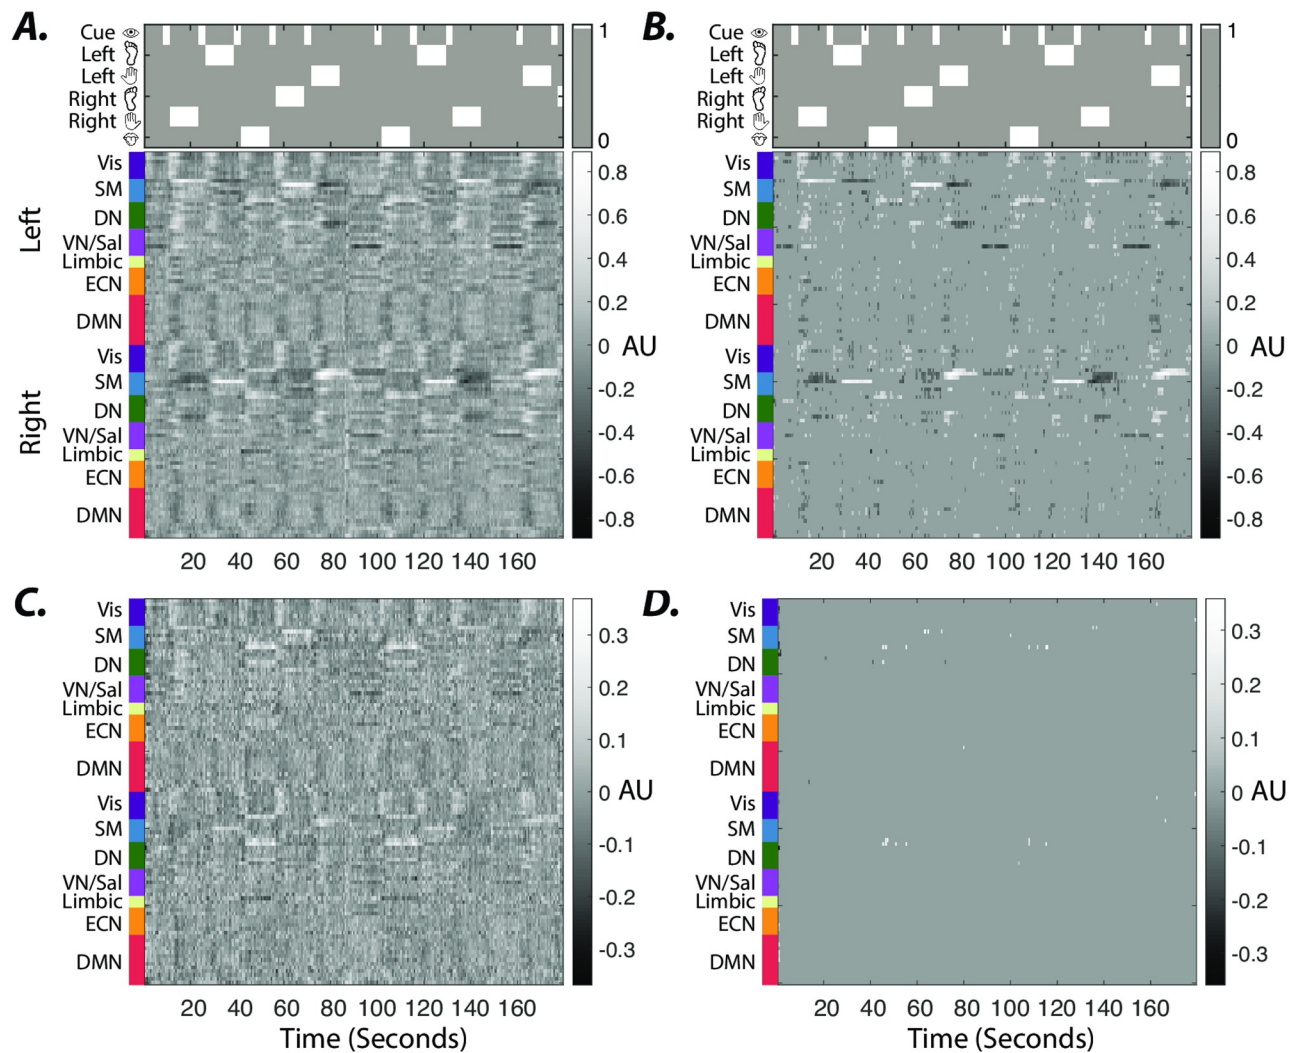 A.
Cue
Left
Left
Right
Right
1
0
Left
Vis
SM
DN
VN/Sal
Limbic
ECN
DMN
Right
Vis
SM
DN
VN/Sal
Limbic
ECN
DMN
0.8
0.6
0.4
0.2
0
-0.2
-0.4
-0.6
-0.8
AU
20 40 60 80 100 120 140 160
B.
Cue
Left
Left
Right
Right
1
0
Vis
SM
DN
VN/Sal
Limbic
ECN
DMN
Vis
SM
DN
VN/Sal
Limbic
ECN
DMN
0.8
0.6
0.4
0.2
0
-0.2
-0.4
-0.6
-0.8
AU
20 40 60 80 100 120 140 160
C.
Vis
SM
DN
VN/Sal
Limbic
ECN
DMN
Vis
SM
DN
VN/Sal
Limbic
ECN
DMN
0.3
0.2
0.1
0
-0.1
-0.2
-0.3
AU
20 40 60 80 100 120 140 160
Time (Seconds)
D.
Vis
SM
DN
VN/Sal
Limbic
ECN
DMN
Vis
SM
DN
VN/Sal
Limbic
ECN
DMN
0.3
0.2
0.1
0
-0.1
-0.2
-0.3
AU
20 40 60 80 100 120 140 160
Time (Seconds)